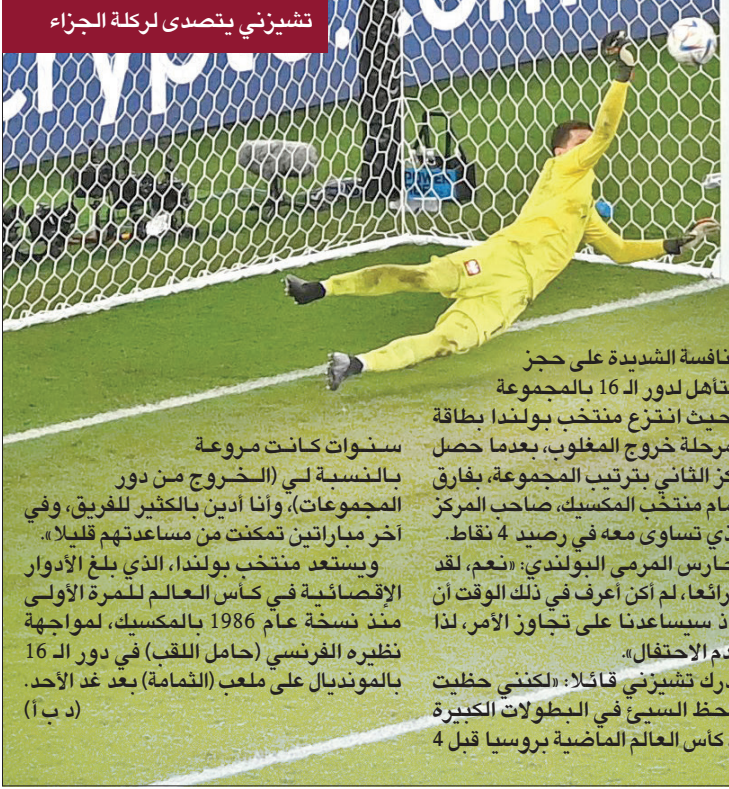 تشيزني يتصدى لركلة الجزاء
crypto.com
نافسة الشديدة على حجز
تأهل لدور الـ 16 بالمجموعة
حيث انتزع منتخب بولندا بطاقة
مرحلة خروج المغلوب، بعدما حصل
كز الثاني بترتيب المجموعة، بفارق
مام منتخب المكسيك، صاحب المركز
ذي تساوى معه في رصيد 4 نقاط.
حارس المرمي البولندي: «نعم، لقد
رائعا، لم أكن أعرف في ذلك الوقت أن
ذ سيساعدنا على تجاوز الأمر، لذا
دم الاحتفال».
درك تشيزني قائلا: «لكنني حظيت
حظ السيئ في البطولات الكبيرة
كأس العالم الماضية بروسيا قبل 4
سنوات كانت مروعة
بالنسبة لي (الخروج من دور
المجموعات)، وأنا أدين بالكثير للفريق، وفي
آخر مباراتين تمكنت من مساعدتهم قليلا».
ويستعد منتخب بولندا، الذي بلغ الأدوار
الإقصائية في كأس العالم للمرة الأولى
منذ نسخة عام 1986 بالمكسيك، لمواجهة
نظيره الفرنسي (حامل اللقب) في دور الـ 16
بالمونديال على ملعب (الثمامة) بعد غد الأحد.
(د ب أ)